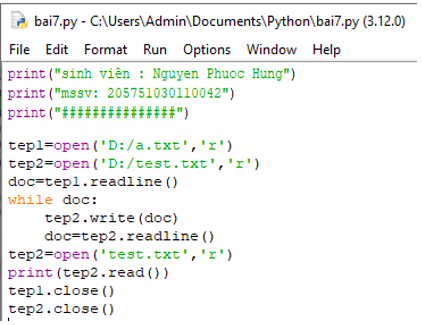 bai7.py - C:\Users\Admin\Documents\Python\bai7.py (3.12.0)
File Edit Format Run Options Window Help
print("sinh viên : Nguyen Phuoc Hung")
print("mssv: 205751030110042")
print("###############")
tep1=open('D:/a.txt','r')
tep2=open('D:/test.txt','r')
doc=tep1.readline()
while doc:
    tep2.write(doc)
    doc=tep2.readline()
tep2=open('test.txt','r')
print(tep2.read())
tep1.close()
tep2.close()